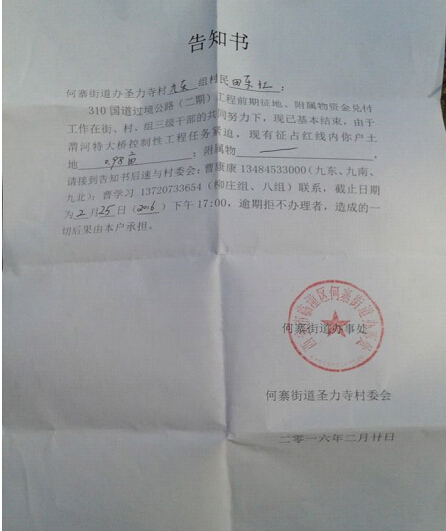 告知书
何寨街道办圣力寺村九东组村民田东社：
310国道过境公路（二期）工程前期征地、附属物资金兑付
工作在街、村、组三级干部的共同努力下，现已基本结束，由于
渭河特大桥控制性工程任务紧迫，现有征占红线内你户土
地 0.98亩 ；附属物 —— ，
请接到告知书后速与村委会：曹康康 13484533000（九东、九南、
九北）；曹学习 13720733654（柳庄组、八组）联系，截止日期
为2月25日（2016）下午17:00，逾期拒不办理者，造成的一
切后果由本户承担。
何寨街道办事处
何寨街道圣力寺村委会
二零一六年二月廿日